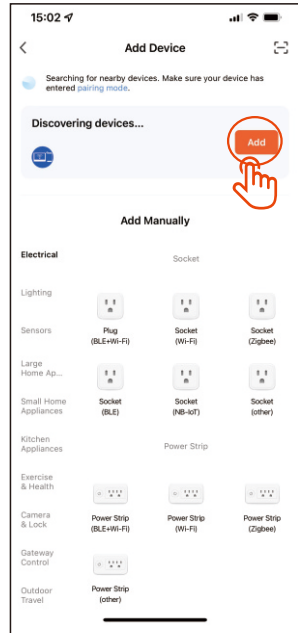 15:02
Add Device
Searching for nearby devices. Make sure your device has
entered pairing mode.
Discovering devices...
Add
Add Manually
Electrical
Socket
Lighting
Sensors
Plug
(BLE+Wi-Fi)
Socket
(Wi-Fi)
Socket
(Zigbee)
Large
Home Ap...
Small Home
Appliances
Socket
(BLE)
Socket
(NB-IoT)
Socket
(other)
Kitchen
Appliances
Power Strip
Exercise
& Health
Camera
& Lock
Power Strip
(BLE+Wi-Fi)
Power Strip
(Wi-Fi)
Power Strip
(Zigbee)
Gateway
Control
Outdoor
Travel
Power Strip
(other)